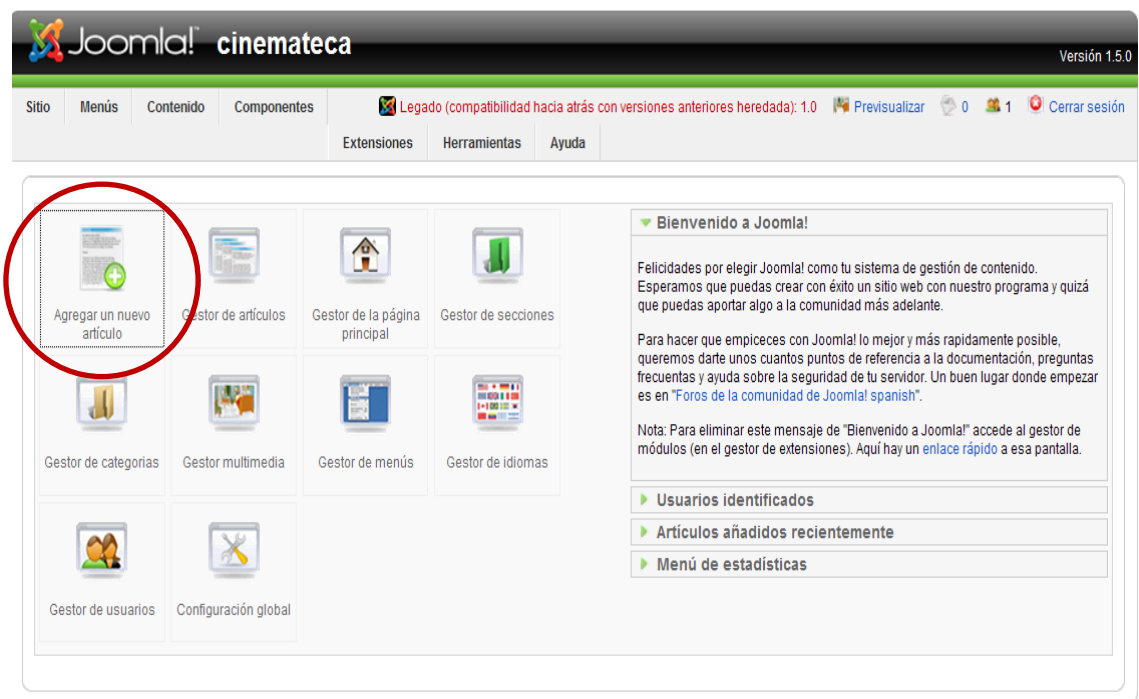 Joomla!™ cinemateca
Versión 1.5.0
Sitio Menús Contenido Componentes Legado (compatibilidad hacia atrás con versiones anteriores heredada): 1.0 Previsualizar 0 1 Cerrar sesión
Extensiones Herramientas Ayuda
Agregar un nuevo
artículo
Gestor de artículos
Gestor de la página
principal
Gestor de secciones
Gestor de categorias
Gestor multimedia
Gestor de menús
Gestor de idiomas
Gestor de usuarios
Configuración global
Bienvenido a Joomla!
Felicidades por elegir Joomla! como tu sistema de gestión de contenido.
Esperamos que puedas crear con éxito un sitio web con nuestro programa y quizá
que puedas aportar algo a la comunidad más adelante.
Para hacer que empiceces con Joomla! lo mejor y más rapidamente posible,
queremos darte unos cuantos puntos de referencia a la documentación, preguntas
frecuentas y ayuda sobre la seguridad de tu servidor. Un buen lugar donde empezar
es en "Foros de la comunidad de Joomla! spanish".
Nota: Para eliminar este mensaje de "Bienvenido a Joomla!" accede al gestor de
módulos (en el gestor de extensiones). Aquí hay un enlace rápido a esa pantalla.
Usuarios identificados
Artículos añadidos recientemente
Menú de estadísticas